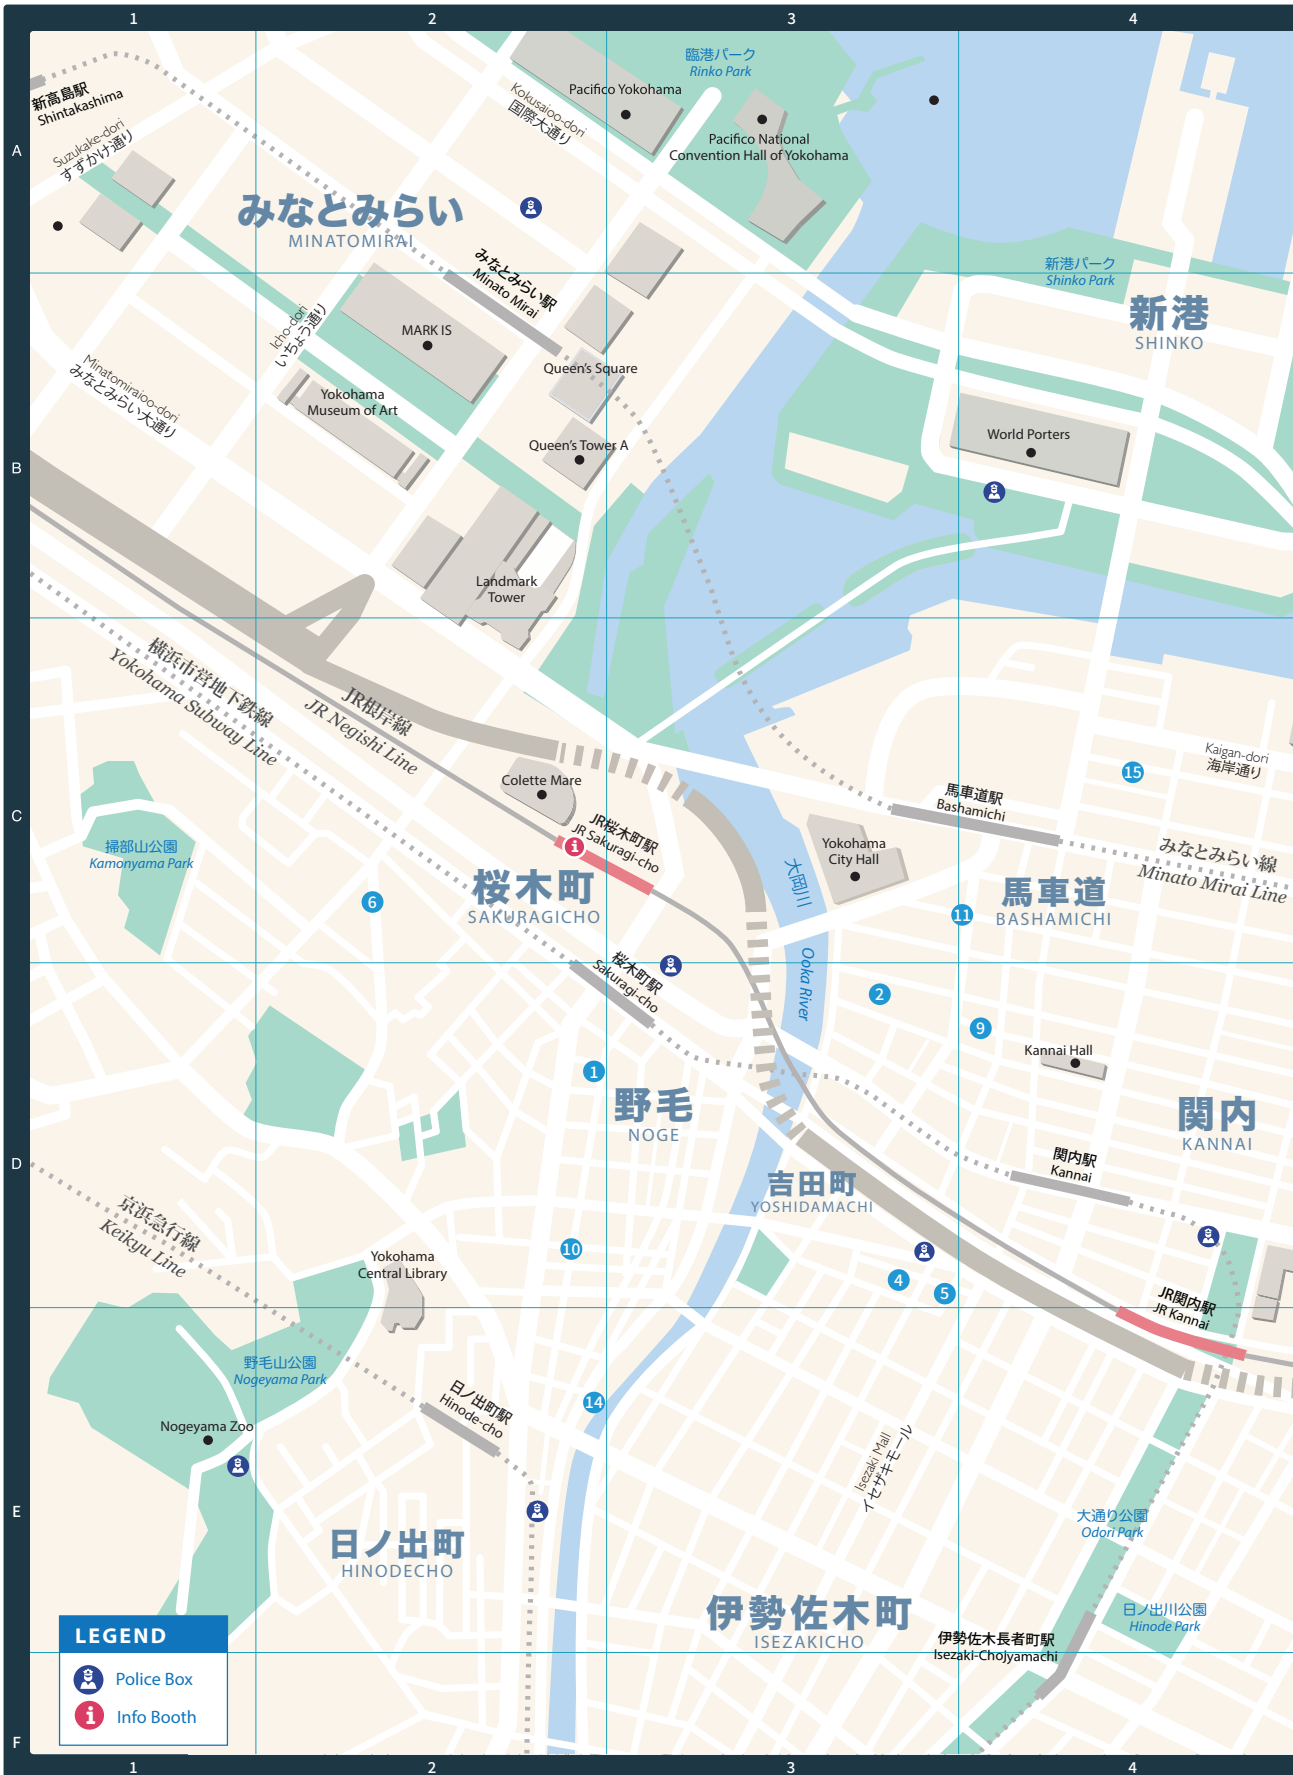 1
2
3
4
A
B
C
D
E
F
新高島駅
Shintakashima
Suzukake-dori
すずかけ通り
みなとみらい
MINATOMIRAI
Kokusaioo-dori
国際大通り
Pacifico Yokohama
臨港パーク
Rinko Park
Pacifico National
Convention Hall of Yokohama
新港パーク
Shinko Park
新港
SHINKO
みなとみらい駅
Minato Mirai
MARK IS
Icho-dori
いちょう通り
Minatomiraioo-dori
みなとみらい大通り
Yokohama
Museum of Art
Queen's Square
Queen's Tower A
World Porters
Landmark
Tower
横浜市営地下鉄線
Yokohama Subway Line
JR根岸線
JR Negishi Line
Colette Mare
JR桜木町駅
JR Sakuragi-cho
i
桜木町
SAKURAGICHO
掃部山公園
Kamonyama Park
6
Kaigan-dori
海岸通り
15
馬車道駅
Bashamichi
Yokohama
City Hall
大岡川
Ooka River
みなとみらい線
Minato Mirai Line
馬車道
BASHAMICHI
11
桜木町駅
Sakuragi-cho
2
9
Kannai Hall
1
野毛
NOGE
関内
KANNAI
関内駅
Kannai
吉田町
YOSHIDAMACHI
京浜急行線
Keikyu Line
10
Yokohama
Central Library
4
5
JR関内駅
JR Kannai
野毛山公園
Nogeyama Park
日ノ出町駅
Hinode-cho
14
Nogeyama Zoo
Isezaki Mall
イセザキモール
大通り公園
Odori Park
日ノ出町
HINODECHO
伊勢佐木町
ISEZAKICHO
日ノ出川公園
Hinode Park
伊勢佐木長者町駅
Isezaki-Chojyamachi
LEGEND
Police Box
i
Info Booth
1
2
3
4